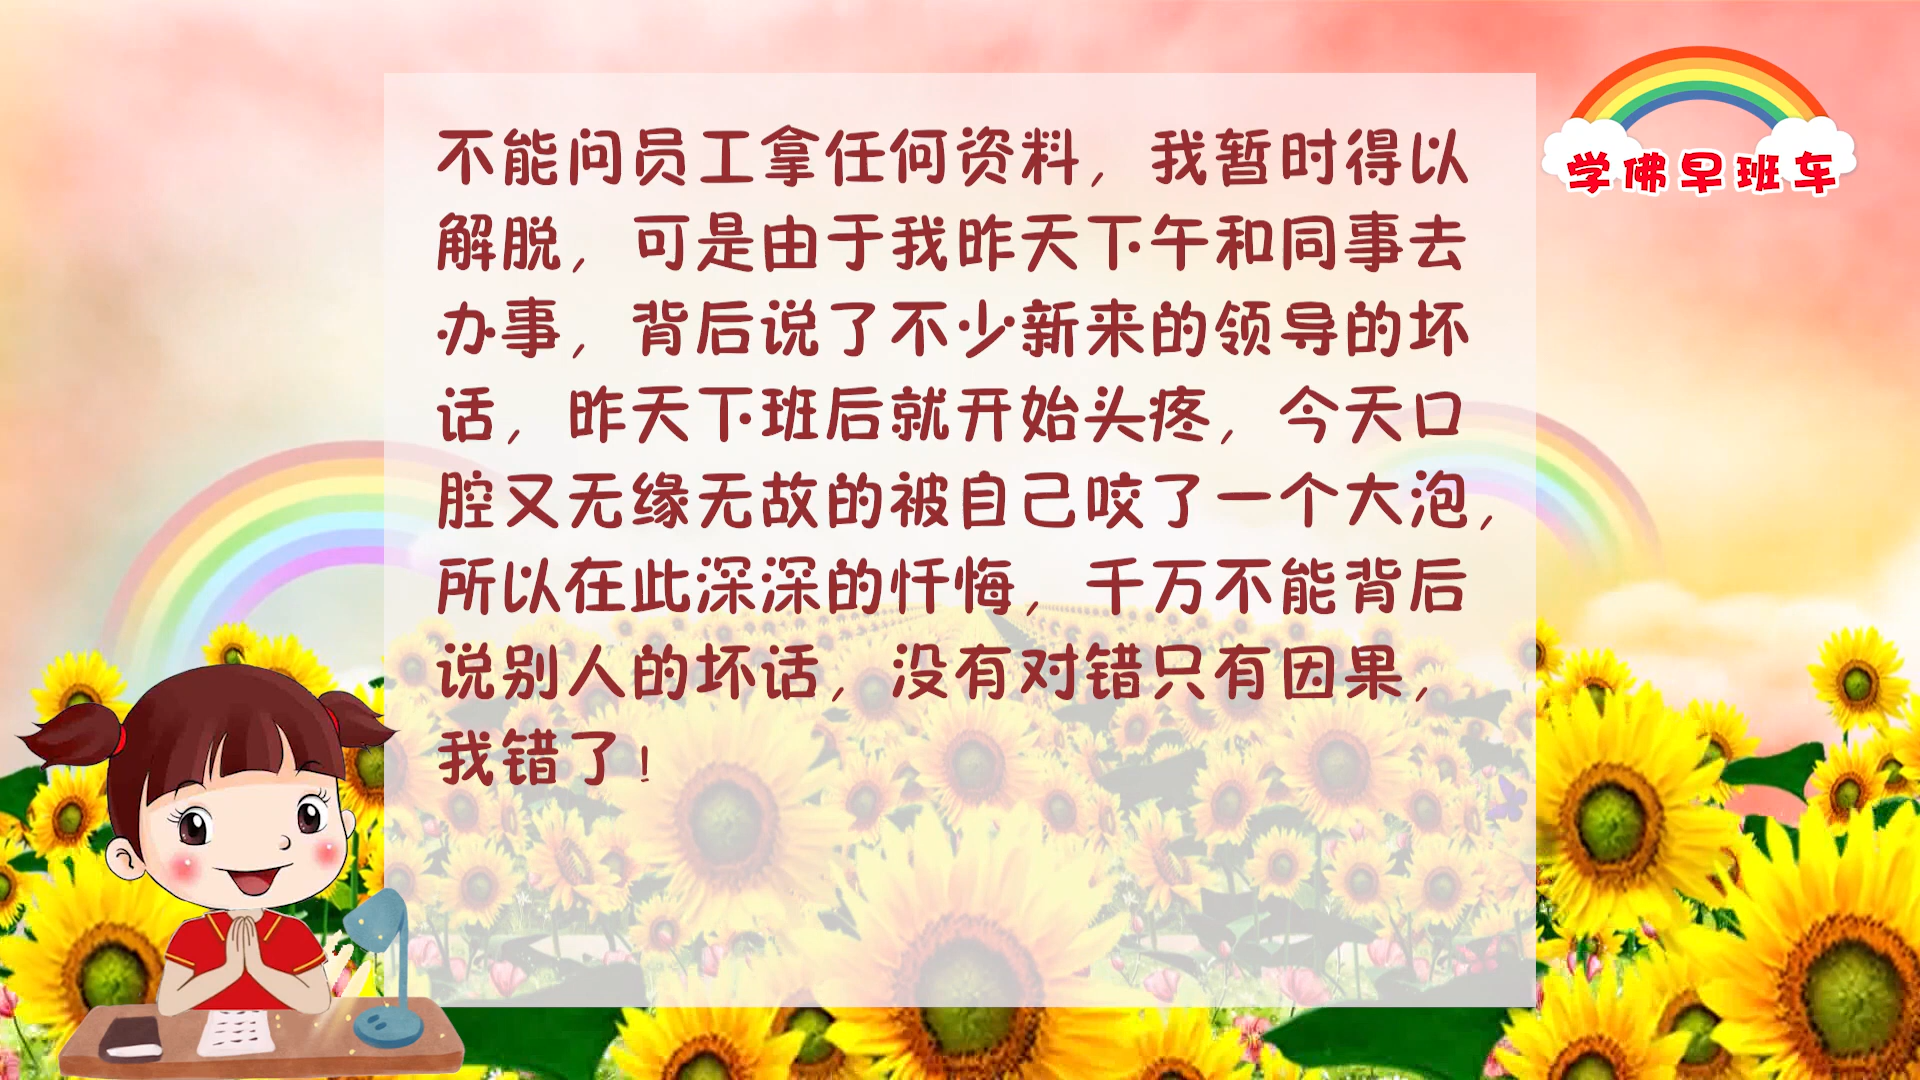 学佛早班车
不能问员工拿任何资料，我暂时得以
解脱，可是由于我昨天下午和同事去
办事，背后说了不少新来的领导的坏
话，昨天下班后就开始头疼，今天口
腔又无缘无故的被自己咬了一个大泡，
所以在此深深的忏悔，千万不能背后
说别人的坏话，没有对错只有因果，
我错了！